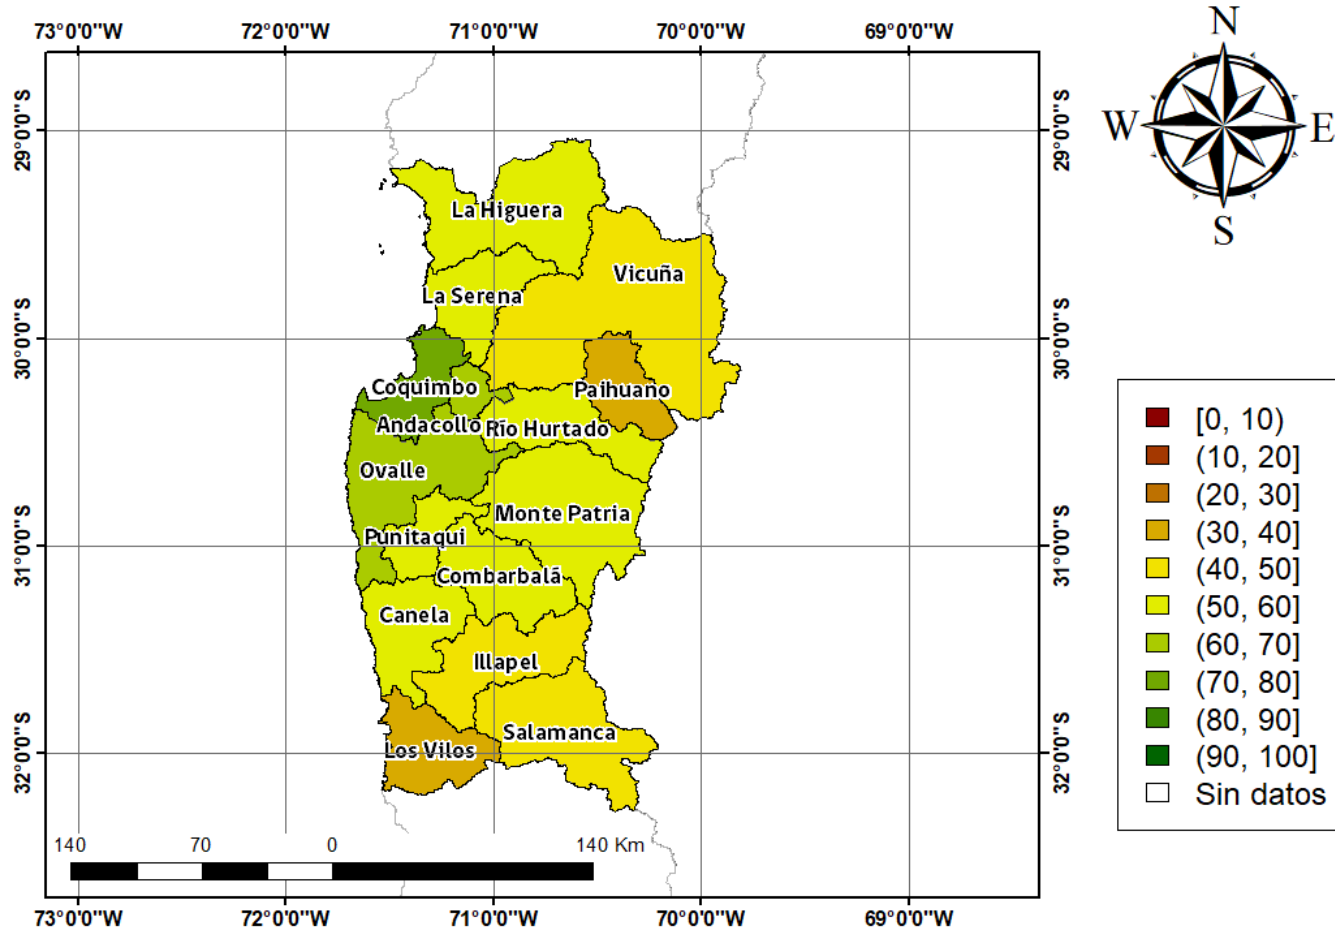 73°0'0"W 72°0'0"W 71°0'0"W 70°0'0"W 69°0'0"W
N
W E
S
29°0'0"S 29°0'0"S
La Higuera
Vicuña
La Serena
30°0'0"S 30°0'0"S
Coquimbo Paihuano
Andacollo Río Hurtado
Ovalle
Monte Patria
Punitaqui
31°0'0"S 31°0'0"S
Combarbalá
Canela
Illapel
Salamanca
Los Vilos
32°0'0"S 32°0'0"S
[0, 10)
(10, 20]
(20, 30]
(30, 40]
(40, 50]
(50, 60]
(60, 70]
(70, 80]
(80, 90]
(90, 100]
Sin datos
140 70 0 140 Km
73°0'0"W 72°0'0"W 71°0'0"W 70°0'0"W 69°0'0"W